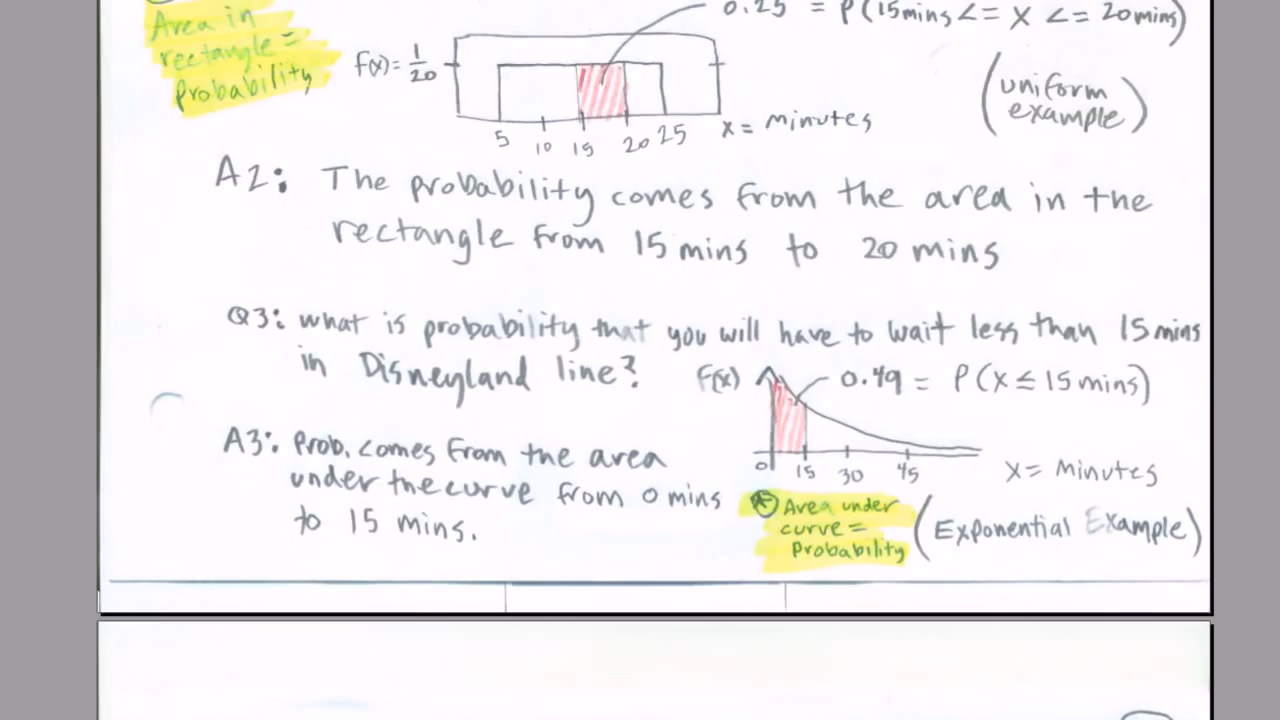 0.25 = P(15mins <= x <= 20mins)
Area in
rectangle =
Probability
f(x) = 1/20
(uniform
example)
5 10 15 20 25
x = minutes
A2: The probability comes from the area in the
rectangle from 15 mins to 20 mins
Q3: What is probability that you will have to wait less than 15 mins
in Disneyland line?
f(x)
0.49 = P(x ≤ 15 mins)
0 15 30 45
x = Minutes
A3: Prob. comes from the area
under the curve from 0 mins
to 15 mins.
Area under
curve =
Probability
(Exponential Example)